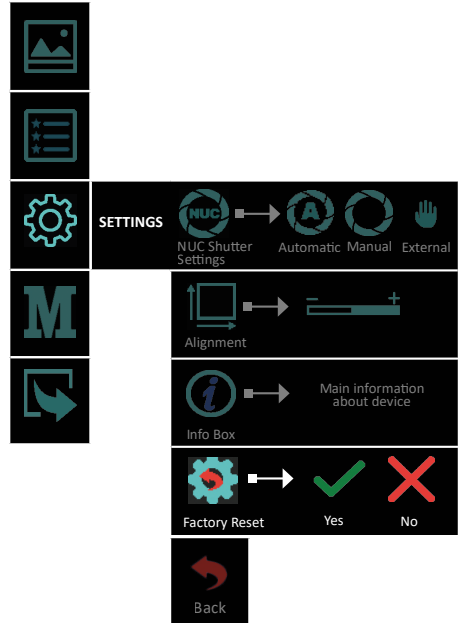 SETTINGS
NUC
A
NUC Shutter
Settings
Automatic
Manual
External
Alignment
- +
i
Main information
about device
Info Box
Factory Reset
Yes
No
M
Back